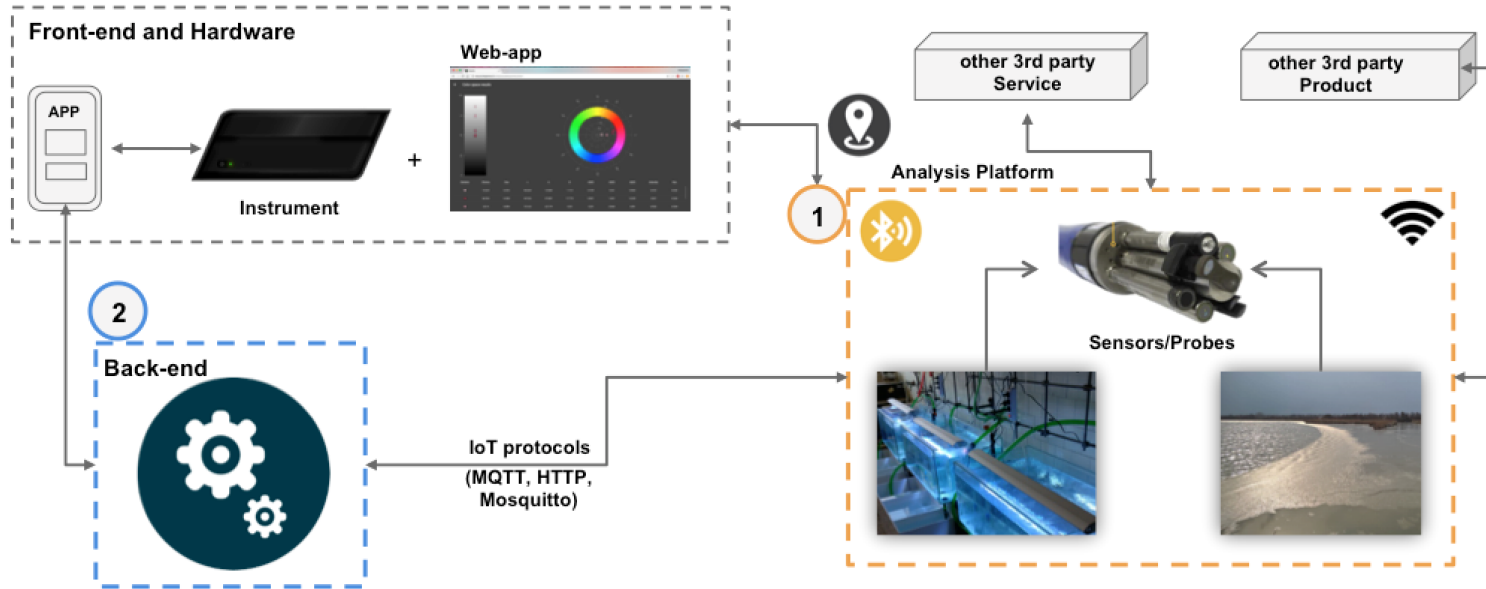 Front-end and Hardware
Web-app
APP
Instrument
+
other 3rd party
Service
other 3rd party
Product
Analysis Platform
1
Sensors/Probes
2
Back-end
IoT protocols
(MQTT, HTTP,
Mosquitto)